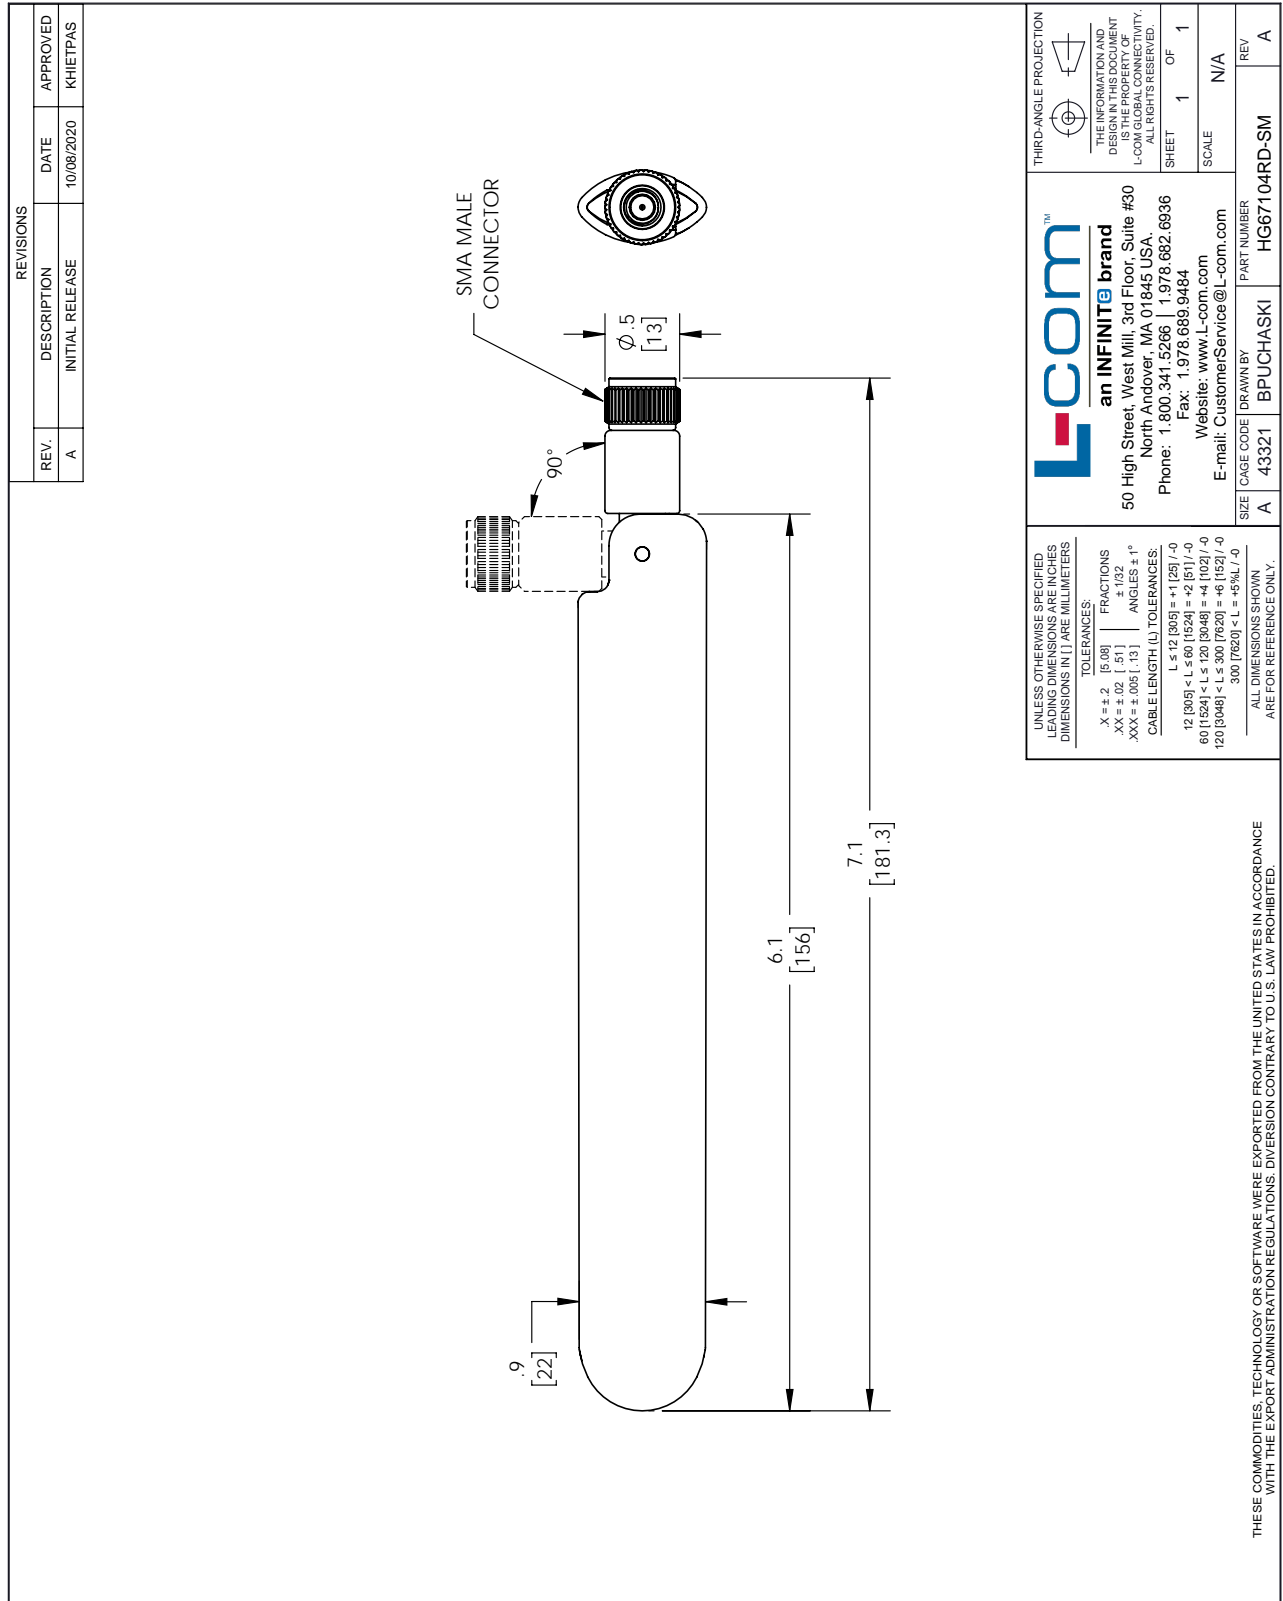 REVISIONS
REV. DESCRIPTION DATE APPROVED
A INITIAL RELEASE 10/08/2020 KHIETPAS
SMA MALE
CONNECTOR
90°
Ø.5
[13]
.9
[22]
6.1
[156]
7.1
[181.3]
UNLESS OTHERWISE SPECIFIED
LEADING DIMENSIONS ARE INCHES
DIMENSIONS IN [ ] ARE MILLIMETERS
TOLERANCES:
.X = ±.2 [5.08] FRACTIONS
.XX = ±.02 [.51] ± 1/32
.XXX = ±.005 [.13] ANGLES ± 1°
CABLE LENGTH (L) TOLERANCES:
L ≤ 12 [305] = +1 [25] / -0
12 [305] < L ≤ 60 [1524] = +2 [51] / -0
60 [1524] < L ≤ 120 [3048] = +4 [102] / -0
120 [3048] < L ≤ 300 [7620] = +6 [152] / -0
300 [7620] < L = +5%L / -0
ALL DIMENSIONS SHOWN
ARE FOR REFERENCE ONLY.
L-com™
an INFINITe brand
50 High Street, West Mill, 3rd Floor, Suite #30
North Andover, MA 01845 USA.
Phone: 1.800.341.5266 | 1.978.682.6936
Fax: 1.978.689.9484
Website: www.L-com.com
E-mail: CustomerService@L-com.com
THIRD-ANGLE PROJECTION
THE INFORMATION AND
DESIGN IN THIS DOCUMENT
IS THE PROPERTY OF
L-COM GLOBAL CONNECTIVITY.
ALL RIGHTS RESERVED.
SHEET 1 OF 1
SCALE N/A
SIZE A
CAGE CODE 43321
DRAWN BY BPUCHASKI
PART NUMBER HG67104RD-SM
REV A
THESE COMMODITIES, TECHNOLOGY OR SOFTWARE WERE EXPORTED FROM THE UNITED STATES IN ACCORDANCE
WITH THE EXPORT ADMINISTRATION REGULATIONS. DIVERSION CONTRARY TO U.S. LAW PROHIBITED.